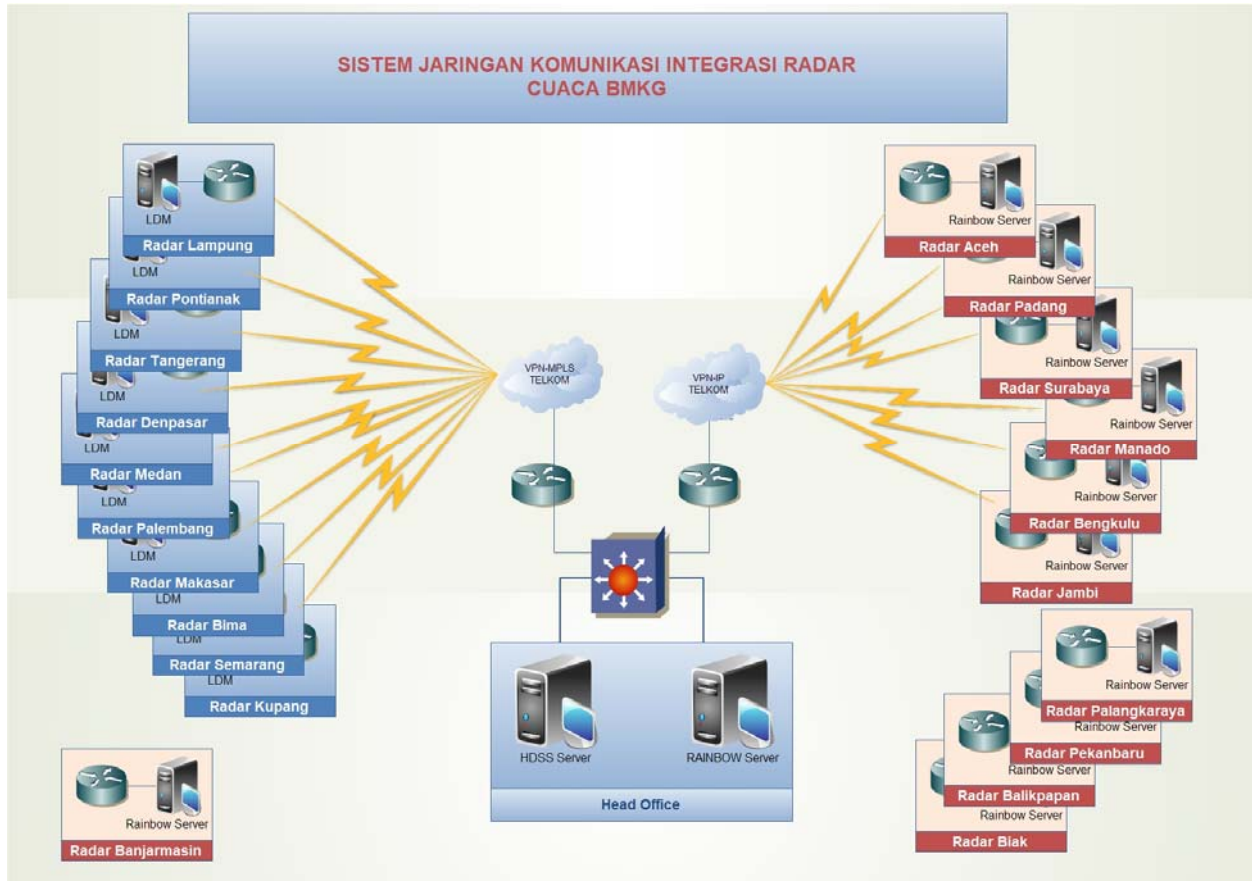 SISTEM JARINGAN KOMUNIKASI INTEGRASI RADAR
CUACA BMKG
LDM
Radar Lampung
LDM
Radar Pontianak
LDM
Radar Tangerang
LDM
Radar Denpasar
LDM
Radar Medan
LDM
Radar Palembang
LDM
Radar Makasar
LDM
Radar Bima
LDM
Radar Semarang
LDM
Radar Kupang
Rainbow Server
Radar Banjarmasin
VPN-MPLS
TELKOM
VPN-IP
TELKOM
HDSS Server
RAINBOW Server
Head Office
Rainbow Server
Radar Aceh
Rainbow Server
Radar Padang
Rainbow Server
Radar Surabaya
Rainbow Server
Radar Manado
Rainbow Server
Radar Bengkulu
Rainbow Server
Radar Jambi
Rainbow Server
Radar Palangkaraya
Rainbow Server
Radar Pekanbaru
Rainbow Server
Radar Balikpapan
Rainbow Server
Radar Biak